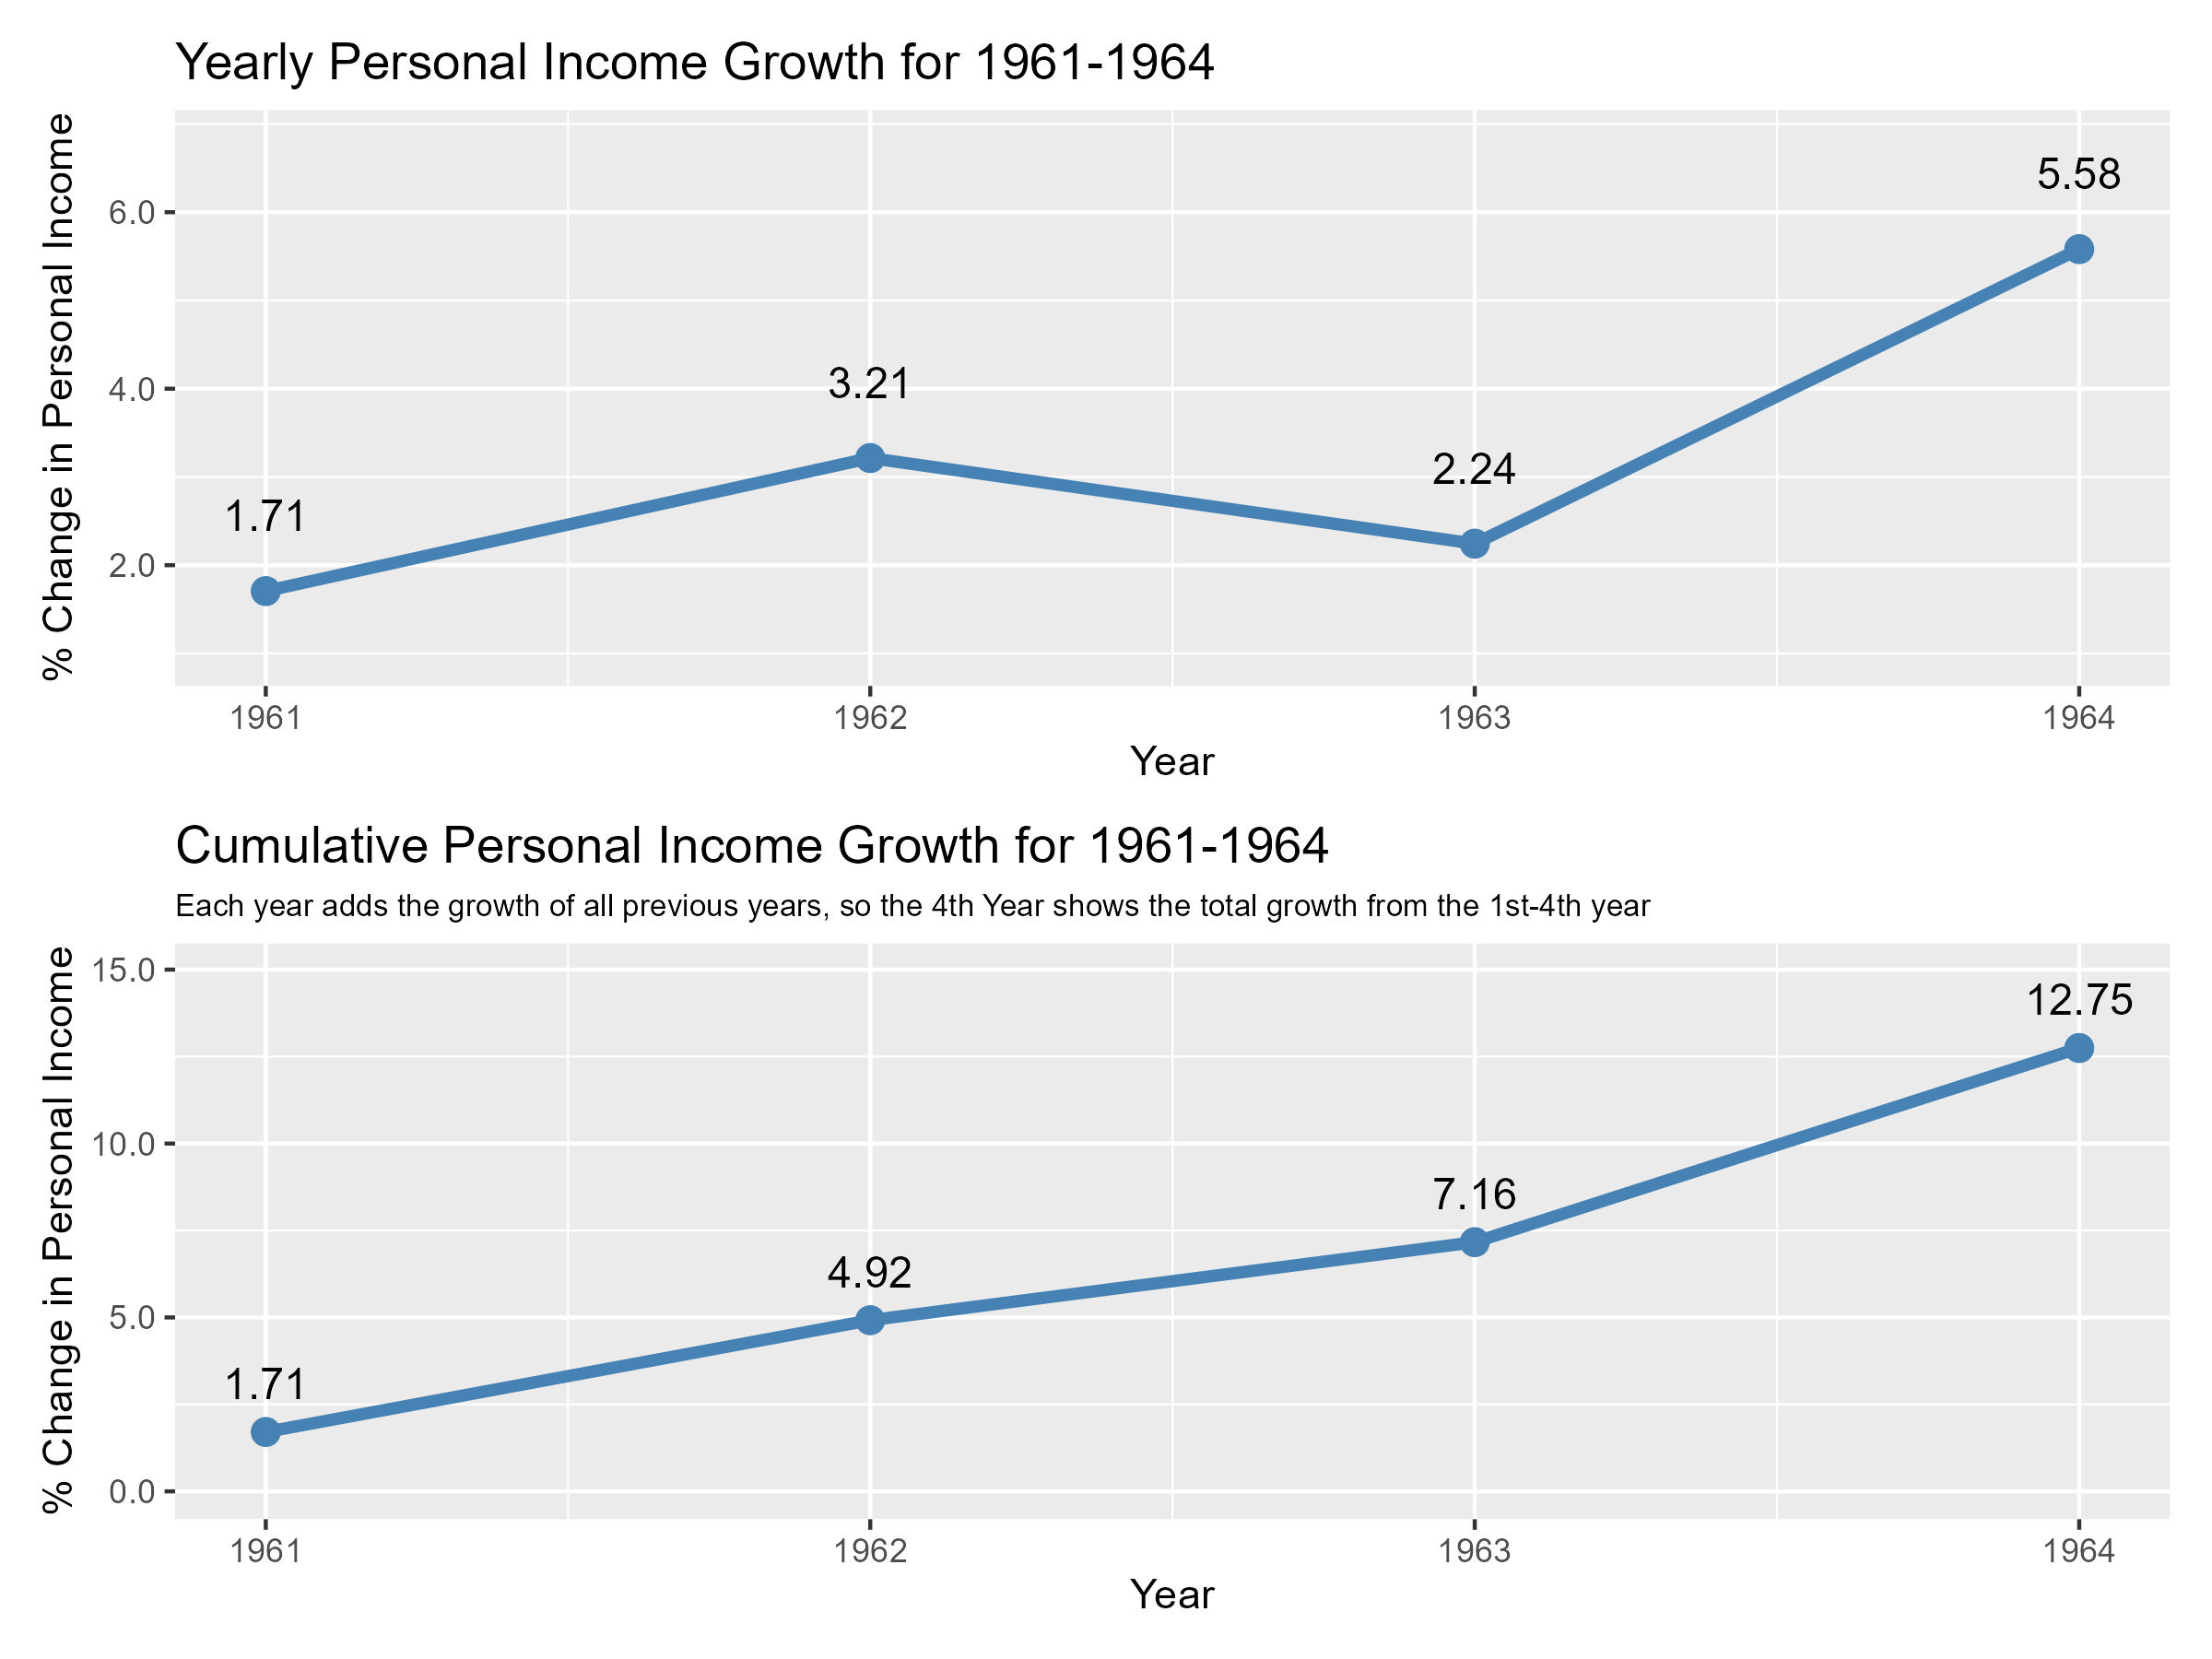 Yearly Personal Income Growth for 1961-1964
% Change in Personal Income
6.0
4.0
2.0
1.71
3.21
2.24
5.58
1961 1962 1963 1964
Year
Cumulative Personal Income Growth for 1961-1964
Each year adds the growth of all previous years, so the 4th Year shows the total growth from the 1st-4th year
% Change in Personal Income
15.0
10.0
5.0
0.0
1.71
4.92
7.16
12.75
1961 1962 1963 1964
Year